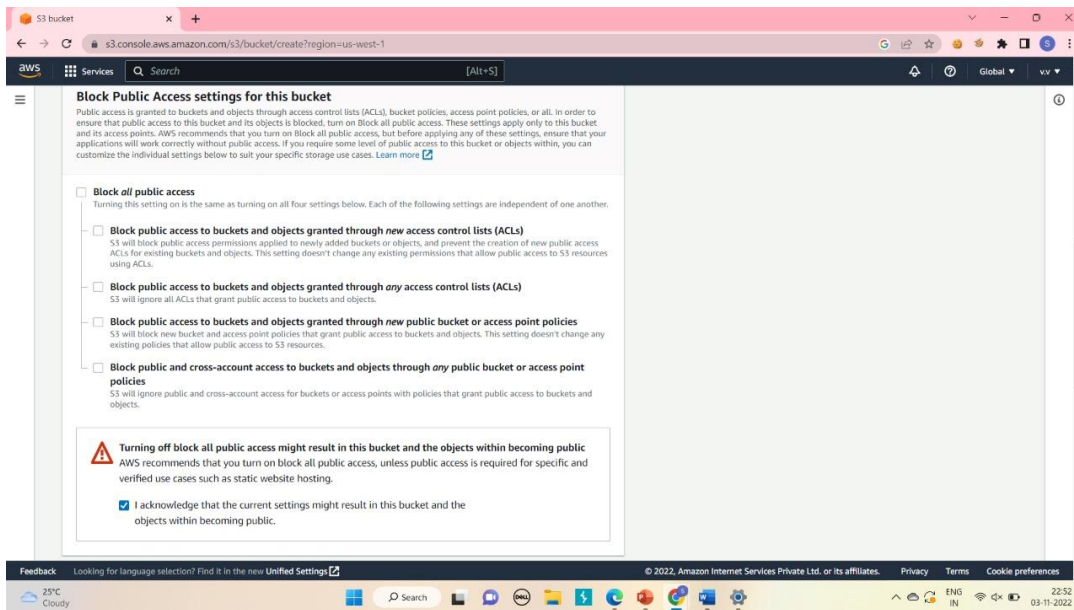 S3 bucket
s3.console.aws.amazon.com/s3/bucket/create?region=us-west-1
G
S
aws
Services
Search
[Alt+S]
Global
v.v
Block Public Access settings for this bucket
Public access is granted to buckets and objects through access control lists (ACLs), bucket policies, access point policies, or all. In order to
ensure that public access to this bucket and its objects is blocked, turn on Block all public access. These settings apply only to this bucket
and its access points. AWS recommends that you turn on Block all public access, but before applying any of these settings, ensure that your
applications will work correctly without public access. If you require some level of public access to this bucket or objects within, you can
customize the individual settings below to suit your specific storage use cases. Learn more
Block all public access
Turning this setting on is the same as turning on all four settings below. Each of the following settings are independent of one another.
Block public access to buckets and objects granted through new access control lists (ACLs)
S3 will block public access permissions applied to newly added buckets or objects, and prevent the creation of new public access
ACLs for existing buckets and objects. This setting doesn't change any existing permissions that allow public access to S3 resources
using ACLs.
Block public access to buckets and objects granted through any access control lists (ACLs)
S3 will ignore all ACLs that grant public access to buckets and objects.
Block public access to buckets and objects granted through new public bucket or access point policies
S3 will block new bucket and access point policies that grant public access to buckets and objects. This setting doesn't change any
existing policies that allow public access to S3 resources.
Block public and cross-account access to buckets and objects through any public bucket or access point
policies
S3 will ignore public and cross-account access for buckets or access points with policies that grant public access to buckets and
objects.
Turning off block all public access might result in this bucket and the objects within becoming public
AWS recommends that you turn on block all public access, unless public access is required for specific and
verified use cases such as static website hosting.
I acknowledge that the current settings might result in this bucket and the
objects within becoming public.
Feedback
Looking for language selection? Find it in the new Unified Settings
© 2022, Amazon Internet Services Private Ltd. or its affiliates.
Privacy
Terms
Cookie preferences
25°C
Cloudy
Search
DELL
ENG
IN
22:52
03-11-2022